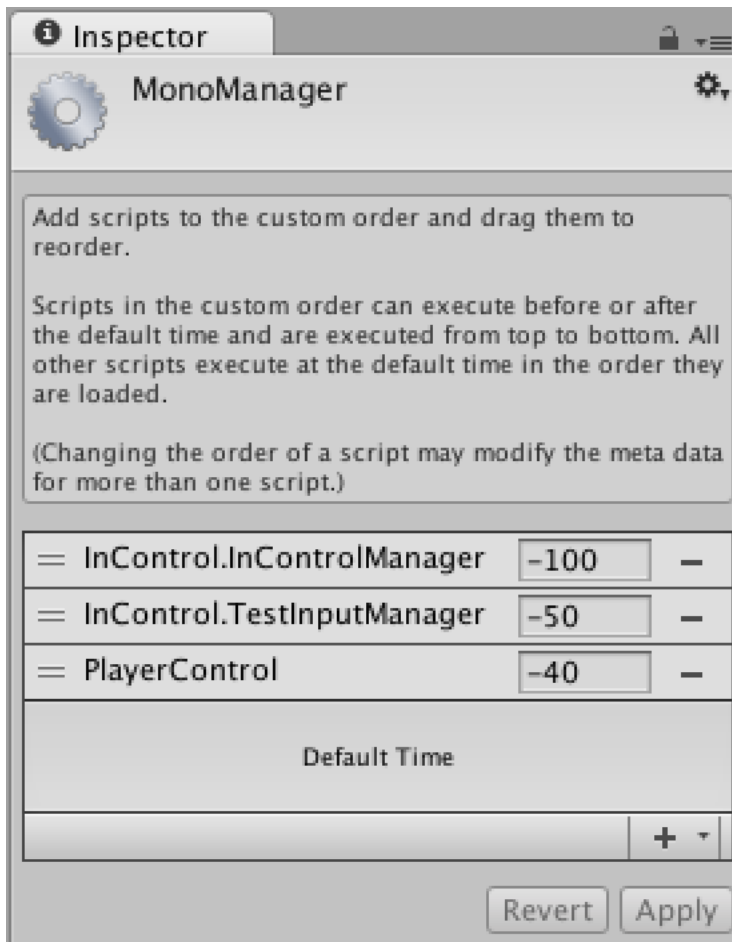 Inspector
MonoManager
Add scripts to the custom order and drag them to
reorder.
Scripts in the custom order can execute before or after
the default time and are executed from top to bottom. All
other scripts execute at the default time in the order they
are loaded.
(Changing the order of a script may modify the meta data
for more than one script.)
InControl.InControlManager -100
InControl.TestInputManager -50
PlayerControl -40
Default Time
Revert Apply